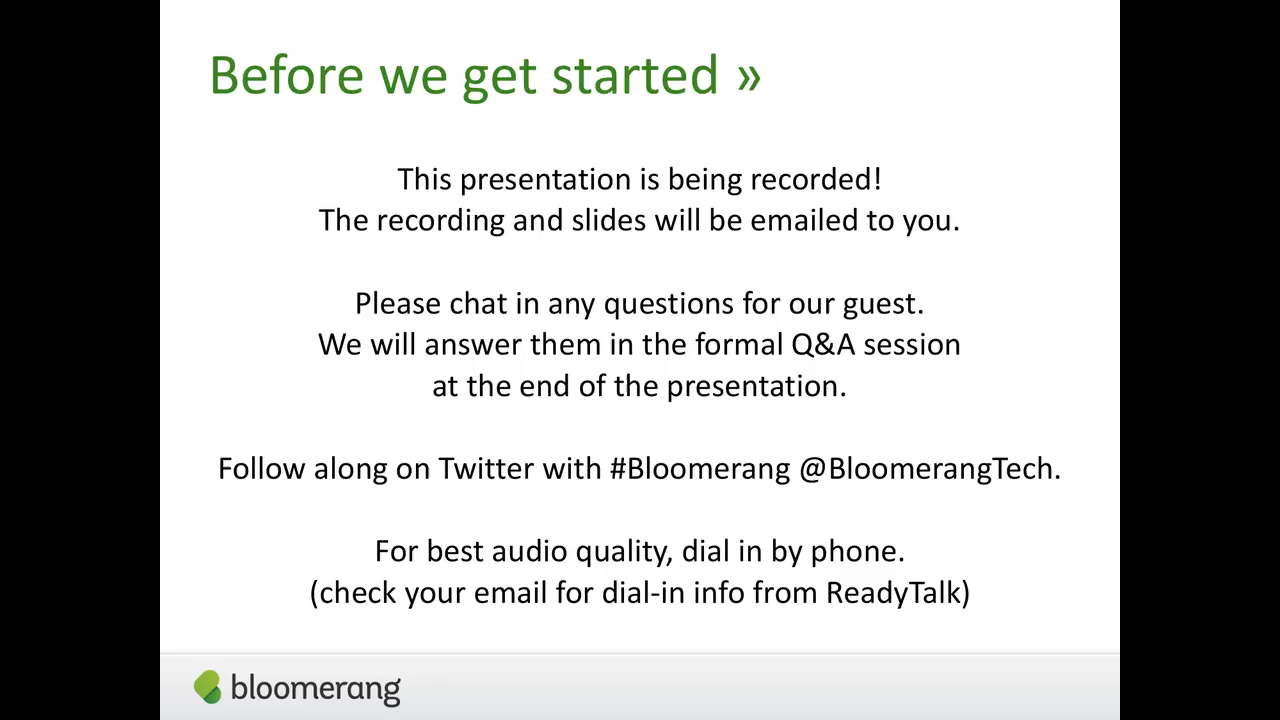 Before we get started »
This presentation is being recorded!
The recording and slides will be emailed to you.
Please chat in any questions for our guest.
We will answer them in the formal Q&A session
at the end of the presentation.
Follow along on Twitter with #Bloomerang @BloomerangTech.
For best audio quality, dial in by phone.
(check your email for dial-in info from ReadyTalk)
bloomerang